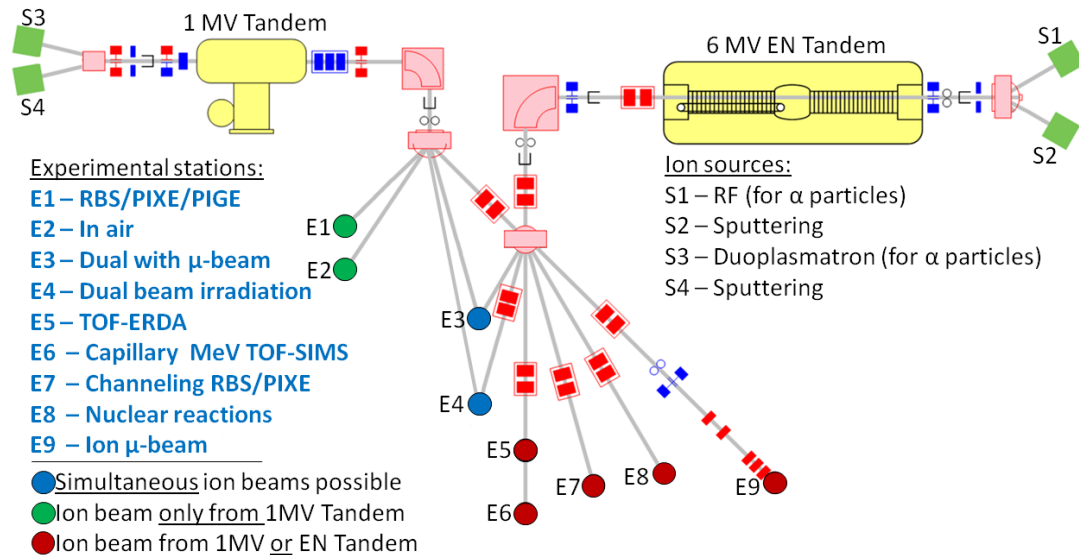 S3
1 MV Tandem
6 MV EN Tandem
S1
S4
S2
Experimental stations:
E1 – RBS/PIXE/PIGE
E2 – In air
E3 – Dual with μ-beam
E4 – Dual beam irradiation
E5 – TOF-ERDA
E6 – Capillary MeV TOF-SIMS
E7 – Channeling RBS/PIXE
E8 – Nuclear reactions
E9 – Ion μ-beam
Simultaneous ion beams possible
Ion beam only from 1MV Tandem
Ion beam from 1MV or EN Tandem
Ion sources:
S1 – RF (for α particles)
S2 – Sputtering
S3 – Duoplasmatron (for α particles)
S4 – Sputtering
E1
E2
E3
E4
E5
E6
E7
E8
E9